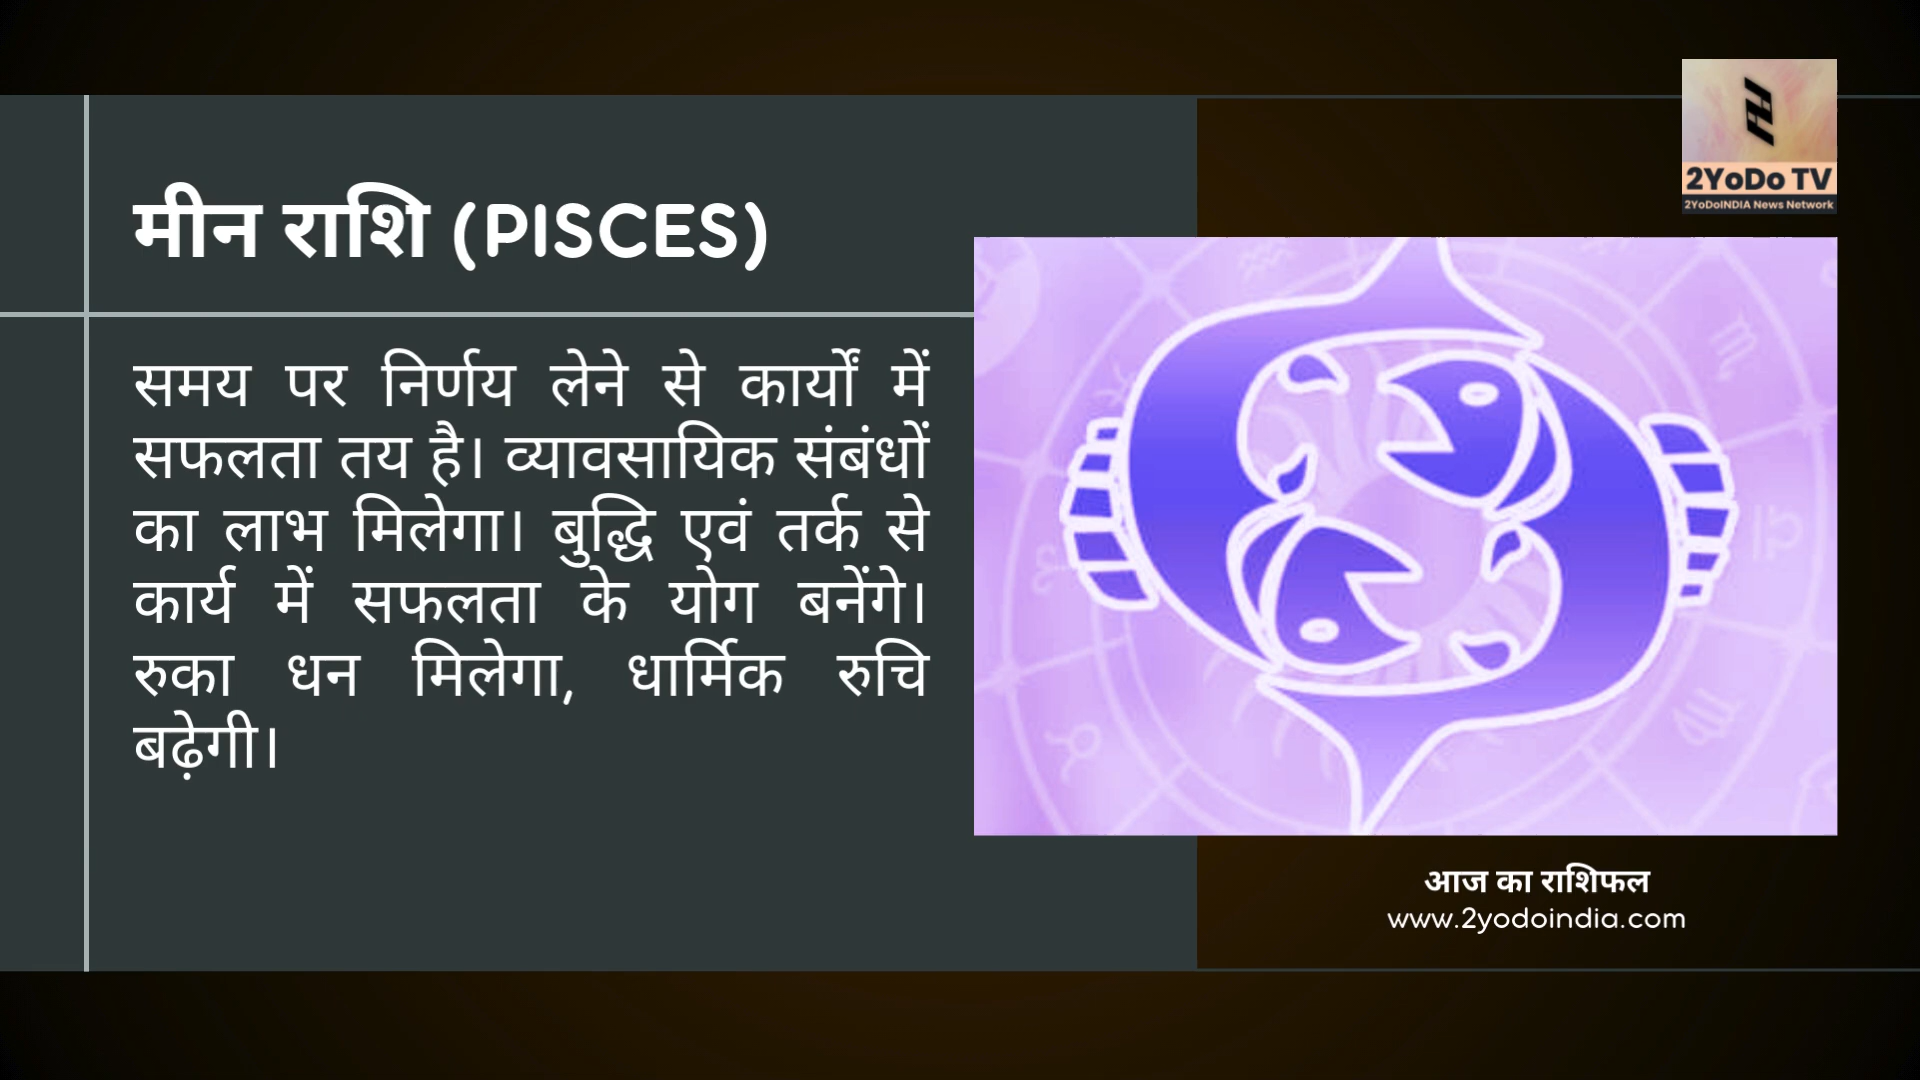 2YoDo TV
2YoDoINDIA News Network
मीन राशि (PISCES)
समय पर निर्णय लेने से कार्यों में
सफलता तय है। व्यावसायिक संबंधों
का लाभ मिलेगा। बुद्धि एवं तर्क से
कार्य में सफलता के योग बनेंगे।
रुका धन मिलेगा, धार्मिक रुचि
बढ़ेगी।
आज का राशिफल
www.2yodoindia.com